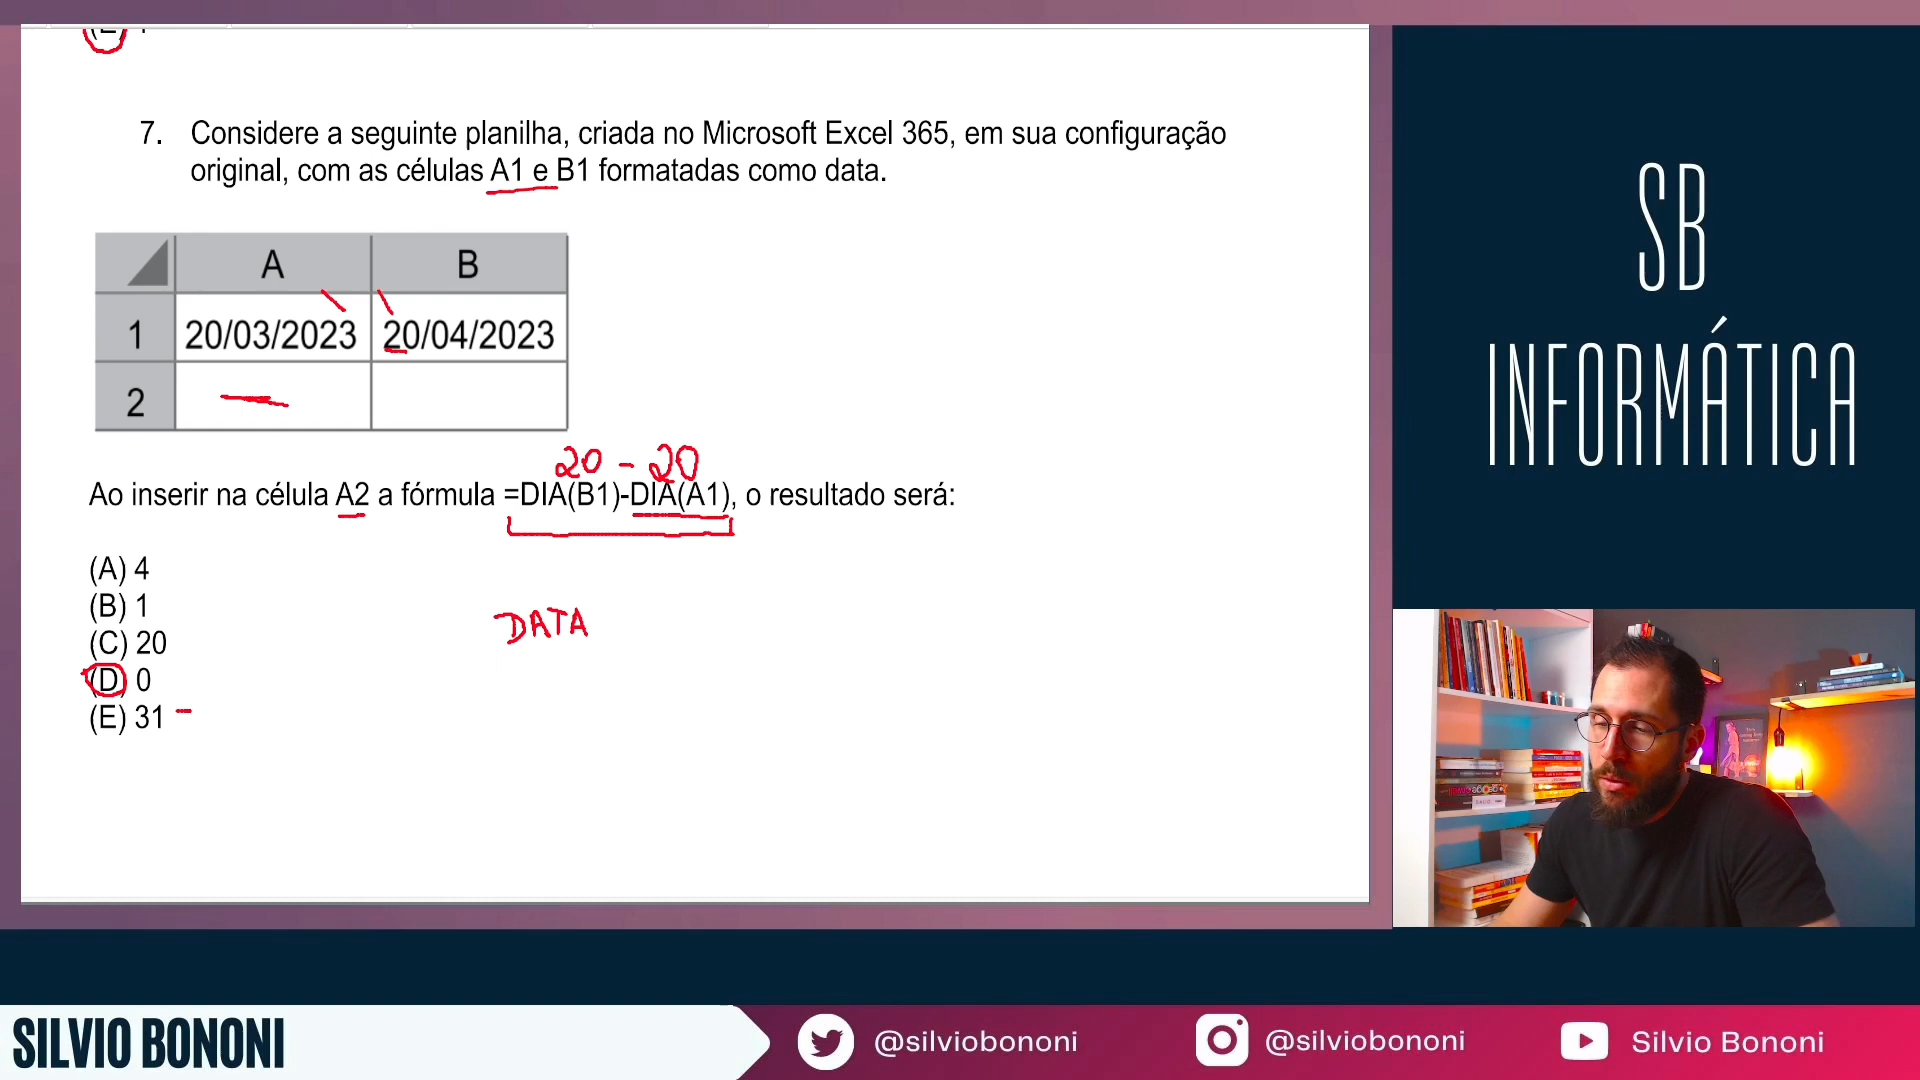 7. Considere a seguinte planilha, criada no Microsoft Excel 365, em sua configuração
original, com as células A1 e B1 formatadas como data.
A B
1 20/03/2023 20/04/2023
2
20 - 20
Ao inserir na célula A2 a fórmula =DIA(B1)-DIA(A1), o resultado será:
(A) 4
(B) 1
(C) 20
(D) 0
(E) 31
DATA
SB
INFORMÁTICA
SILVIO BONONI
@silviobononi
@silviobononi
Silvio Bononi